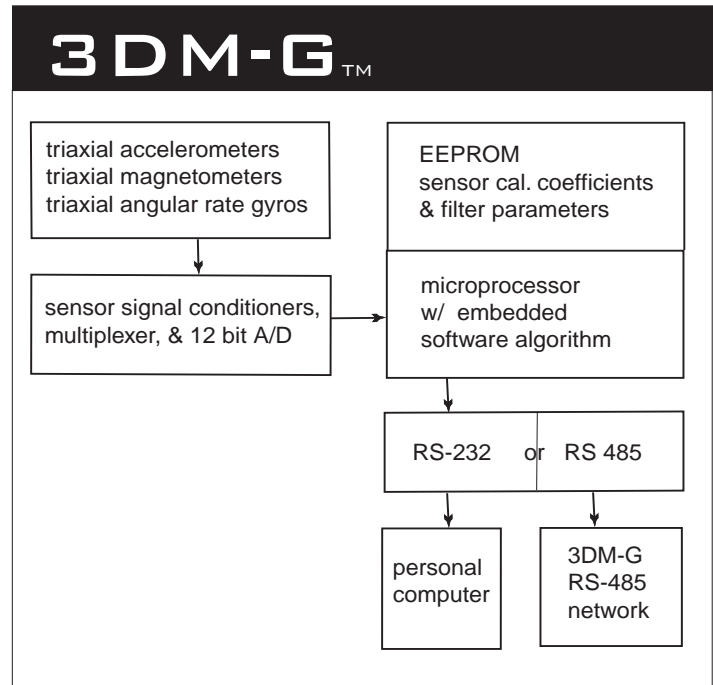 3DM-G TM
triaxial accelerometers
triaxial magnetometers
triaxial angular rate gyros
EEPROM
sensor cal. coefficients
& filter parameters
sensor signal conditioners,
multiplexer, & 12 bit A/D
microprocessor
w/ embedded
software algorithm
RS-232 or RS 485
personal
computer
3DM-G
RS-485
network